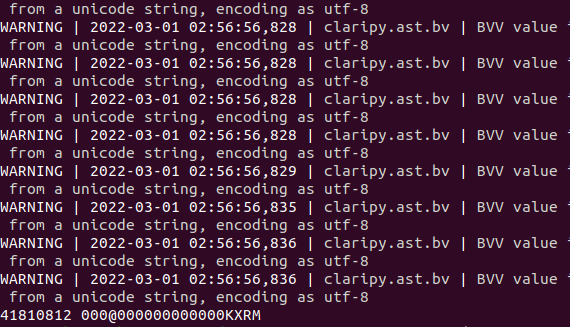 from a unicode string, encoding as utf-8
WARNING | 2022-03-01 02:56:56,828 | claripy.ast.bv | BVV value
from a unicode string, encoding as utf-8
WARNING | 2022-03-01 02:56:56,828 | claripy.ast.bv | BVV value
from a unicode string, encoding as utf-8
WARNING | 2022-03-01 02:56:56,828 | claripy.ast.bv | BVV value
from a unicode string, encoding as utf-8
WARNING | 2022-03-01 02:56:56,828 | claripy.ast.bv | BVV value
from a unicode string, encoding as utf-8
WARNING | 2022-03-01 02:56:56,829 | claripy.ast.bv | BVV value
from a unicode string, encoding as utf-8
WARNING | 2022-03-01 02:56:56,835 | claripy.ast.bv | BVV value
from a unicode string, encoding as utf-8
WARNING | 2022-03-01 02:56:56,836 | claripy.ast.bv | BVV value
from a unicode string, encoding as utf-8
WARNING | 2022-03-01 02:56:56,836 | claripy.ast.bv | BVV value
from a unicode string, encoding as utf-8
41810812 000@000000000000KXRM